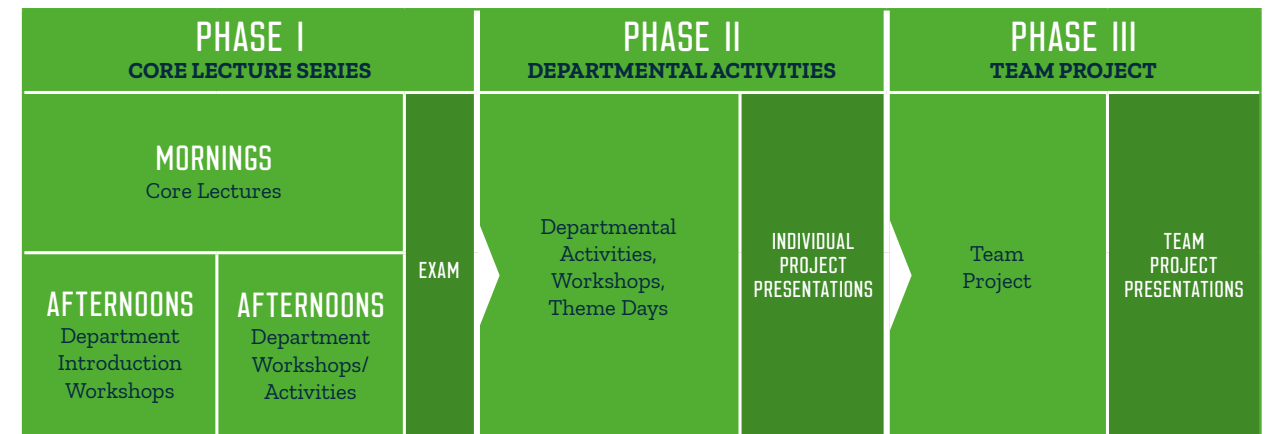 PHASE I
CORE LECTURE SERIES
MORNINGS
Core Lectures
AFTERNOONS
Department
Introduction
Workshops
AFTERNOONS
Department
Workshops/
Activities
EXAM
PHASE II
DEPARTMENTAL ACTIVITIES
Departmental
Activities,
Workshops,
Theme Days
INDIVIDUAL
PROJECT
PRESENTATIONS
PHASE III
TEAM PROJECT
Team
Project
TEAM
PROJECT
PRESENTATIONS